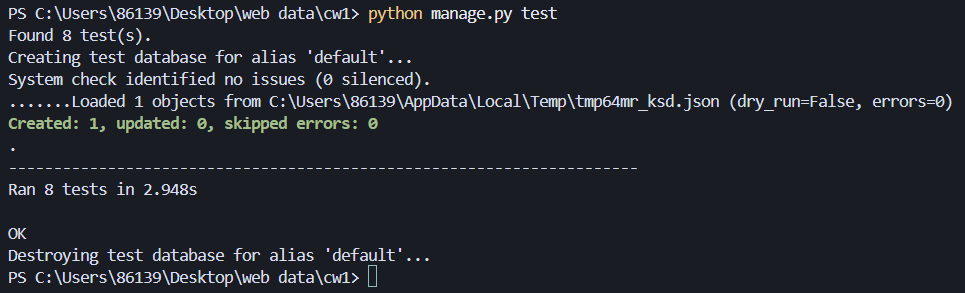 PS C:\Users\86139\Desktop\web data\cw1> python manage.py test
Found 8 test(s).
Creating test database for alias 'default'...
System check identified no issues (0 silenced).
.......Loaded 1 objects from C:\Users\86139\AppData\Local\Temp\tmp64mr_ksd.json (dry_run=False, errors=0)
Created: 1, updated: 0, skipped errors: 0
.
----------------------------------------------------------------------
Ran 8 tests in 2.948s
OK
Destroying test database for alias 'default'...
PS C:\Users\86139\Desktop\web data\cw1>